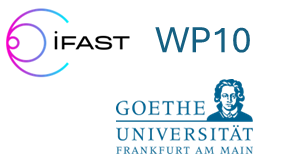 iFAST WP10
GOETHE
UNIVERSITÄT
FRANKFURT AM MAIN